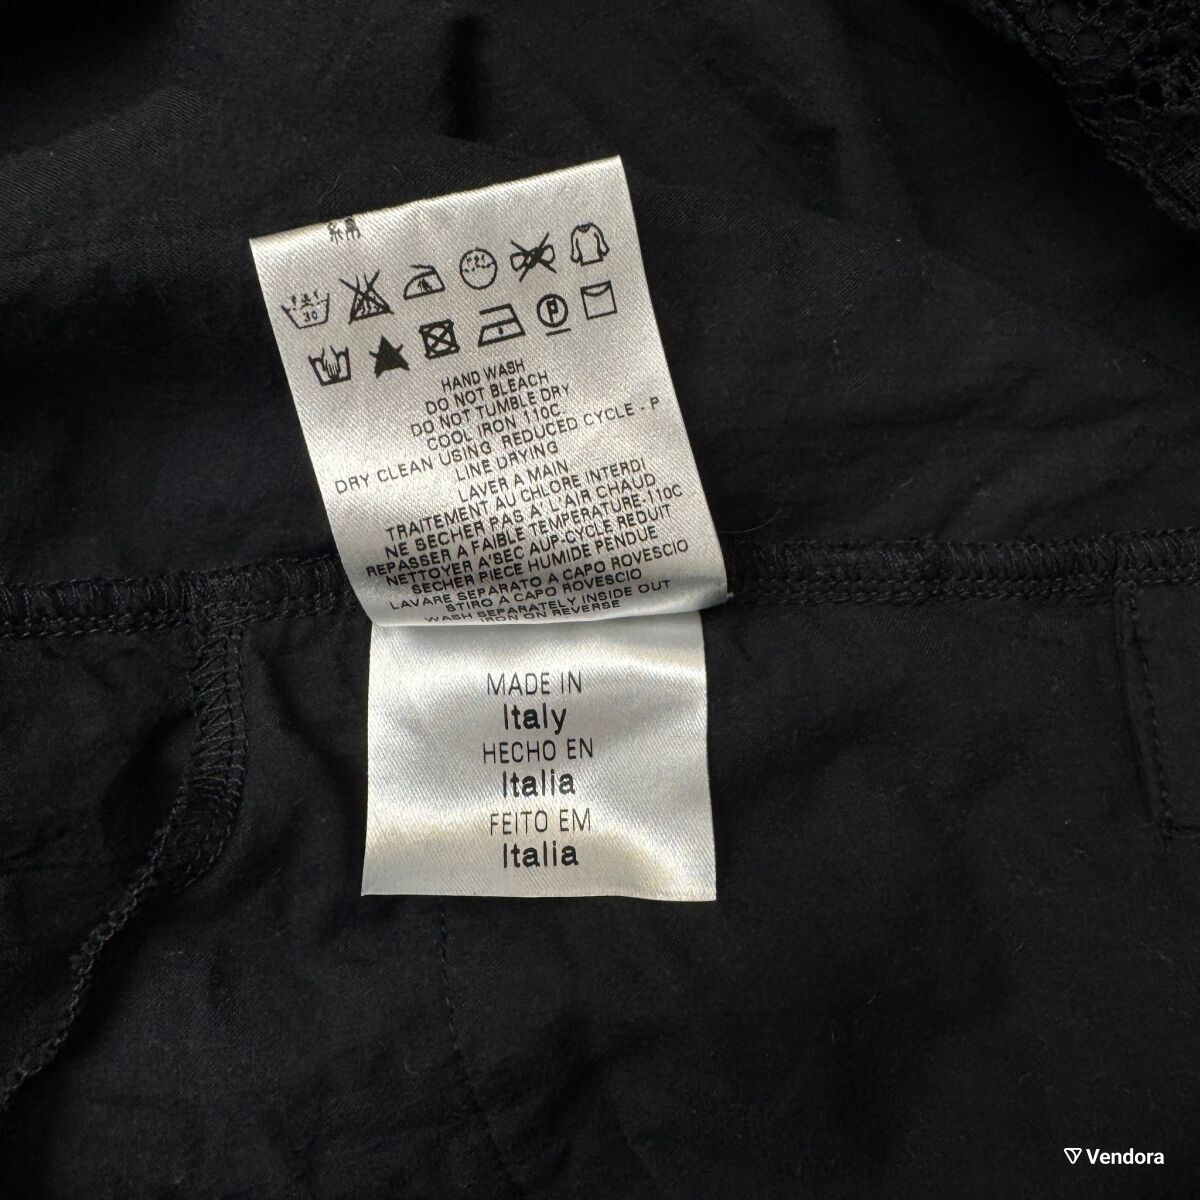 30
HAND WASH
DO NOT BLEACH
DO NOT TUMBLE DRY
COOL IRON 110C
DRY CLEAN USING REDUCED CYCLE - P
LINE DRYING
LAVER A MAIN
TRAITEMENT AU CHLORE INTERDI
NE SECHER PAS A L'AIR CHAUD
REPASSER A FAIBLE TEMPERATURE-110C
NETTOYER A'SEC AUP-CYCLE REDUIT
SECHER PIECE HUMIDE PENDUE
LAVARE SEPARATO A CAPO ROVESCIO
STIRO A CAPO ROVESCIO
WASH SEPARATELY INSIDE OUT
IRON ON REVERSE
MADE IN
Italy
HECHO EN
Italia
FEITO EM
Italia
Vendora